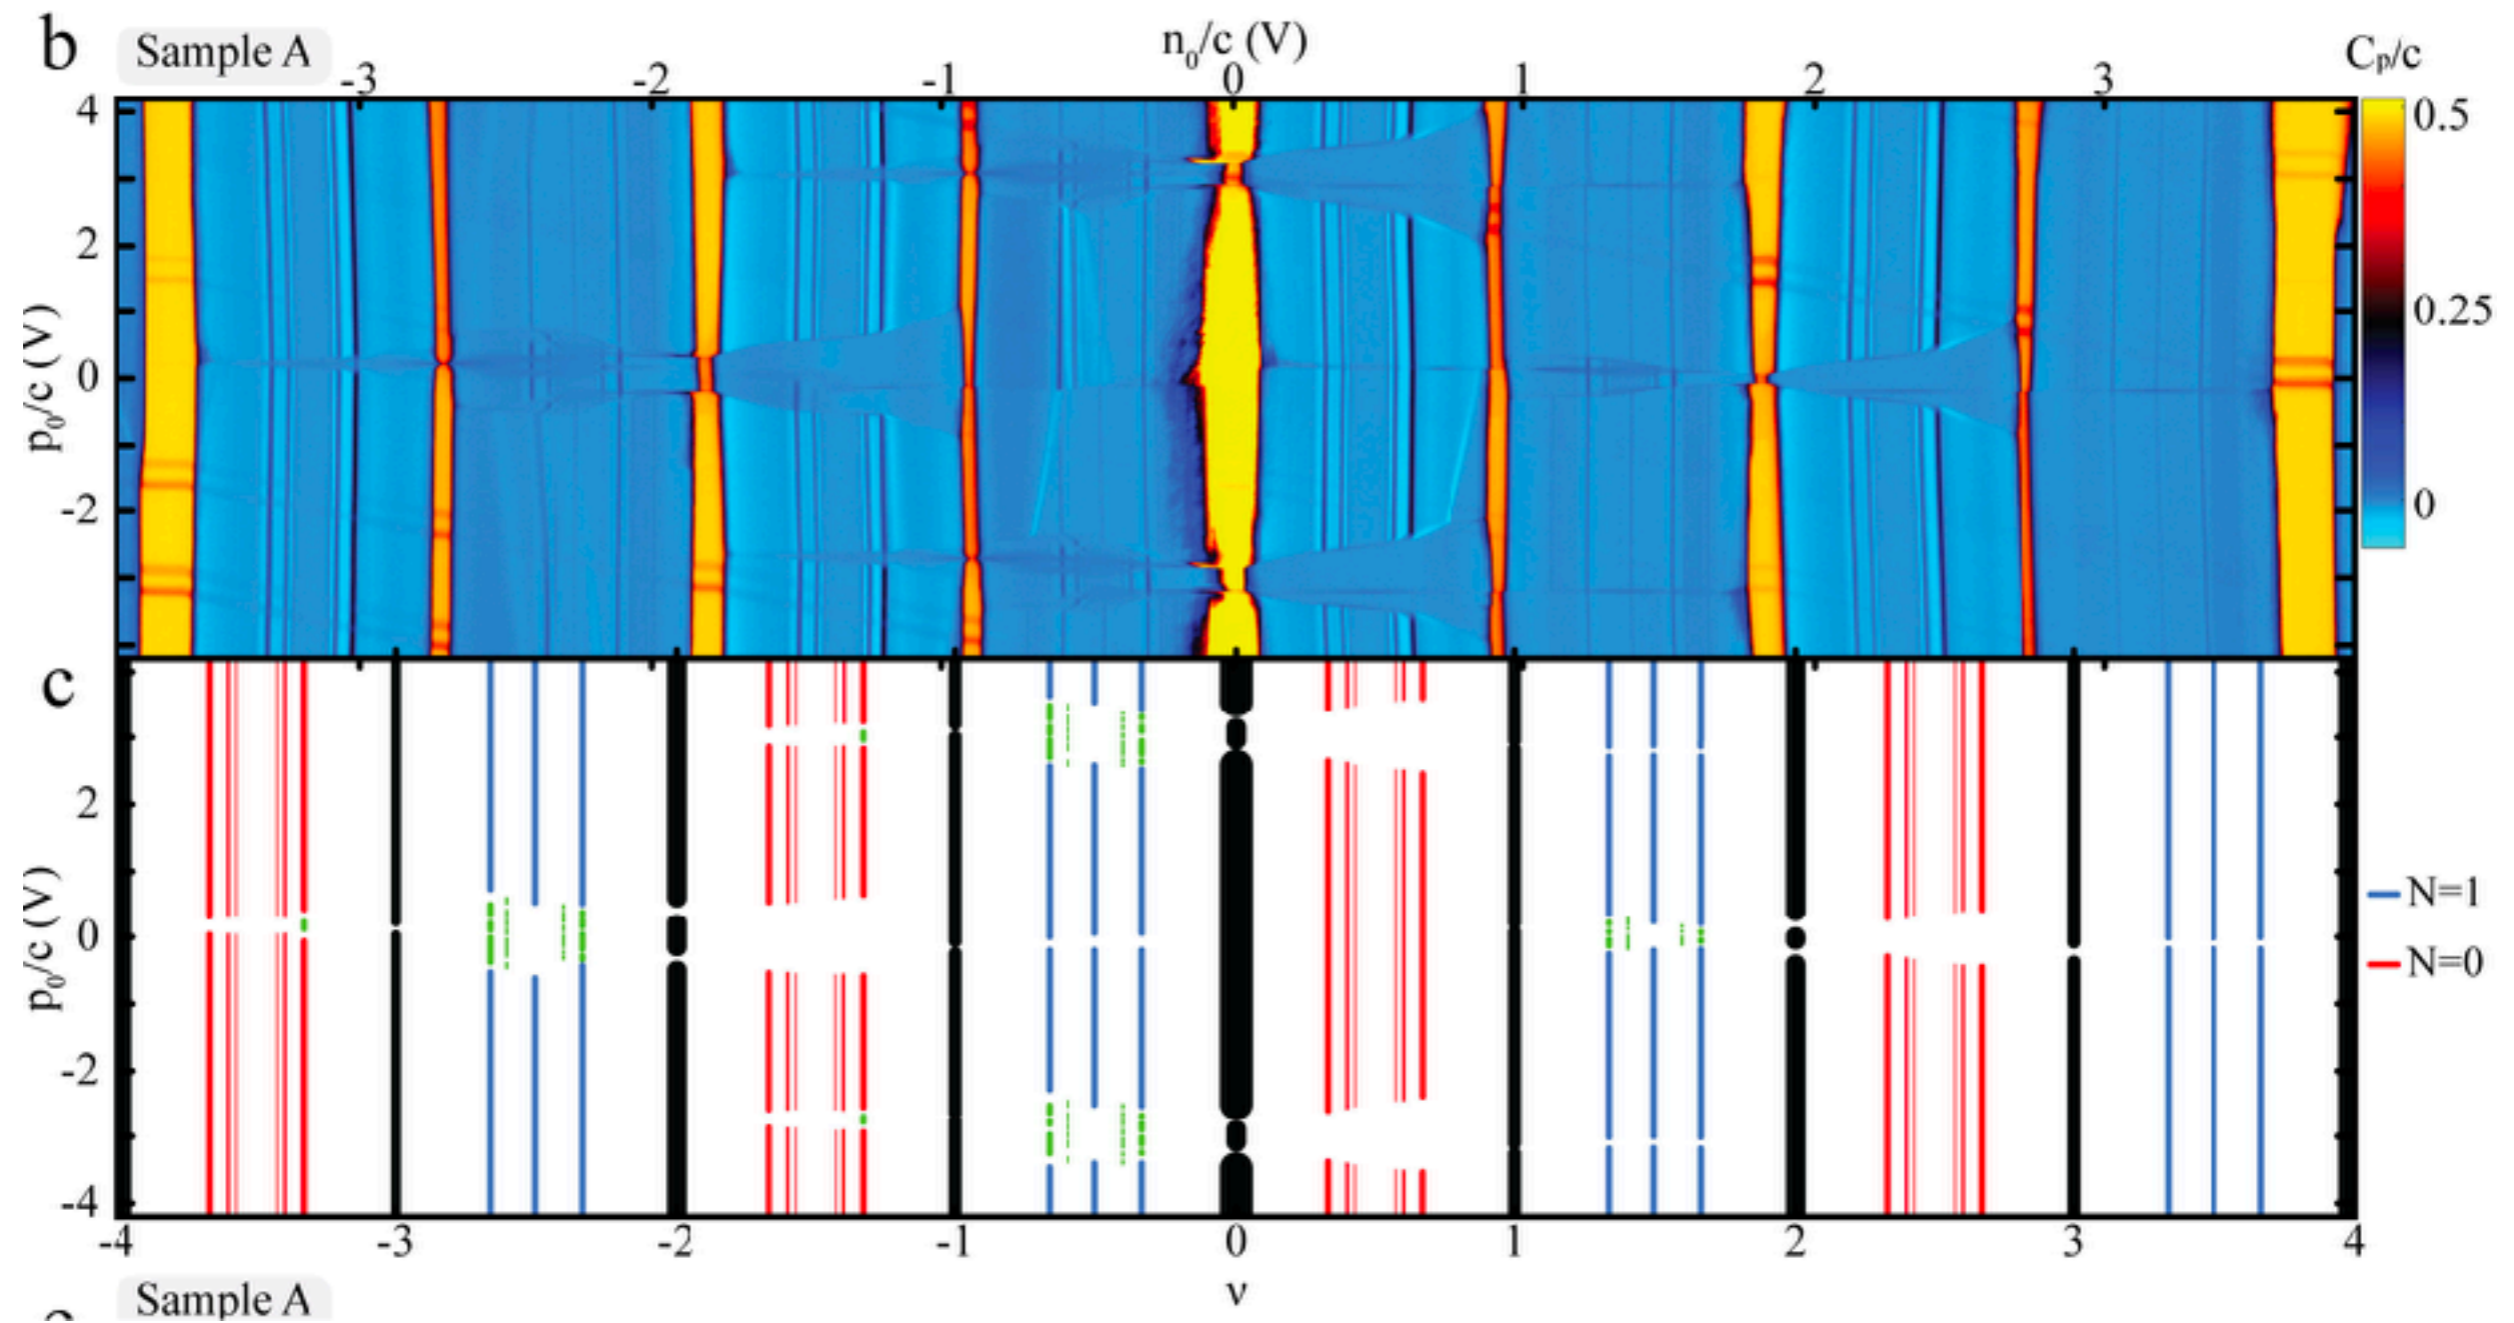 b
Sample A
n₀/c (V)
Cₚ/c
-3 -2 -1 0 1 2 3
4
2
0
-2
p₀/c (V)
0.5
0.25
0
c
2
0
-2
-4
p₀/c (V)
N=1
N=0
-4 -3 -2 -1 0 1 2 3 4
ν
Sample A